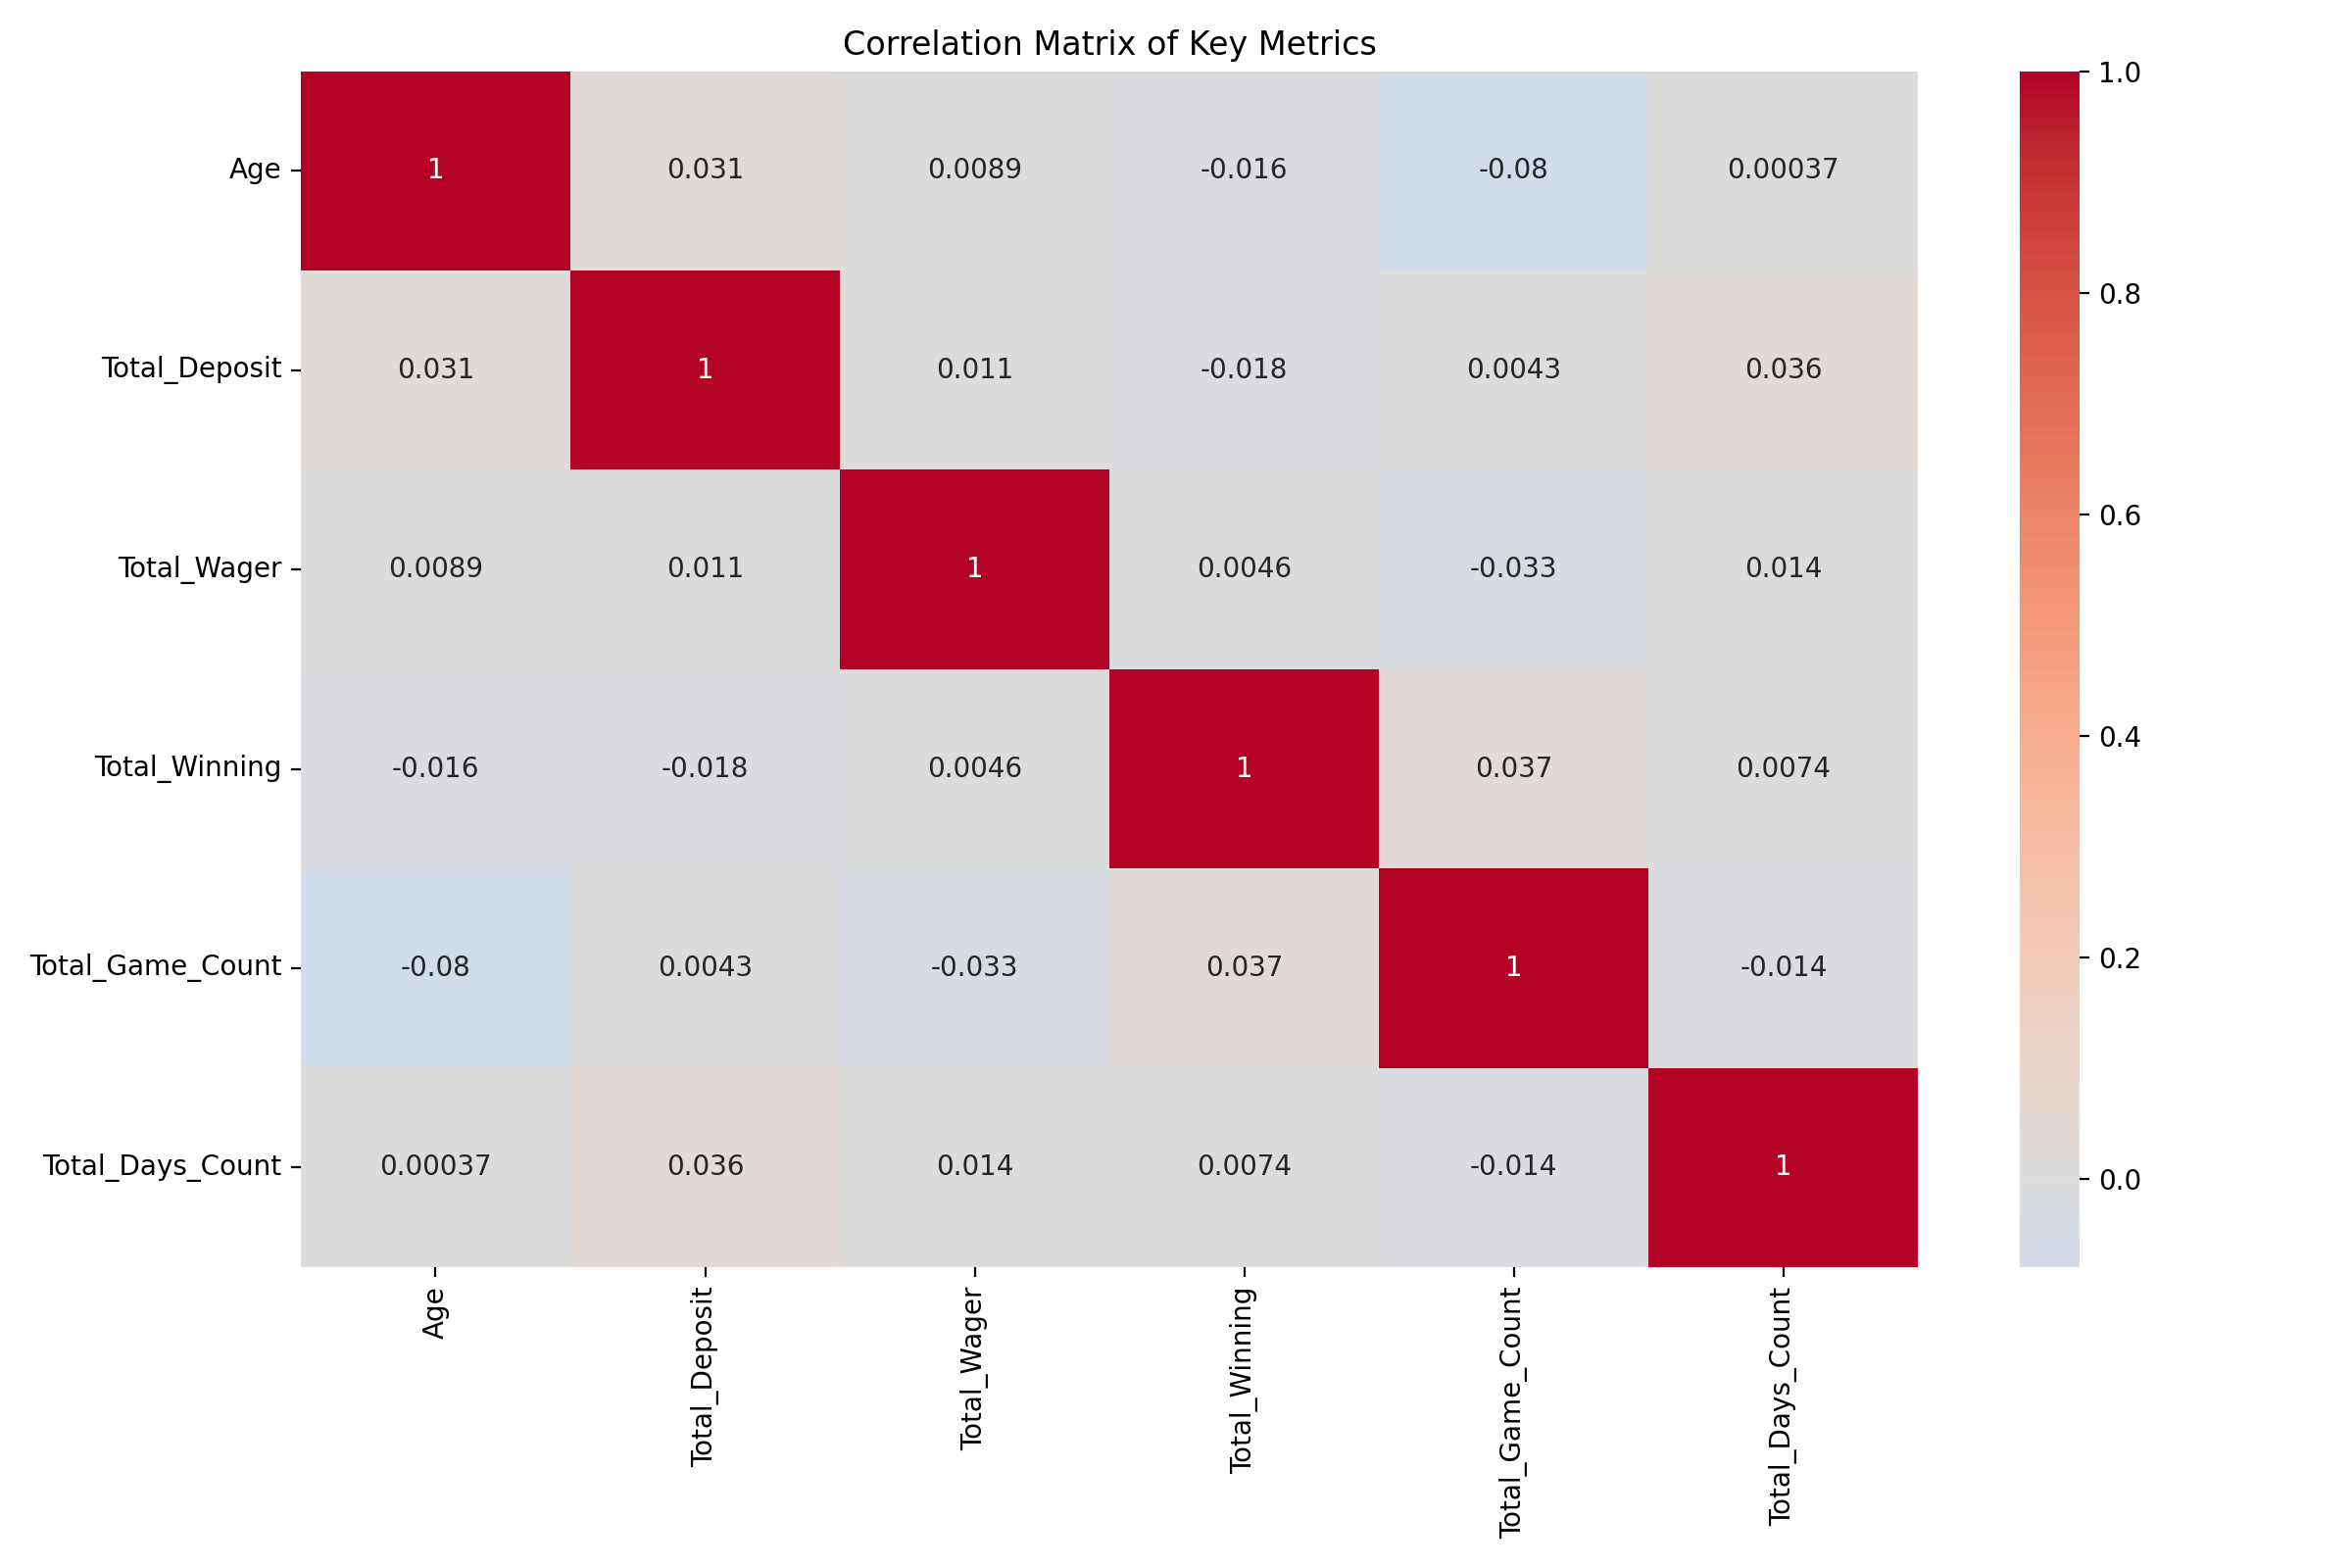 Correlation Matrix of Key Metrics
Age 1 0.031 0.0089 -0.016 -0.08 0.00037
Total_Deposit 0.031 1 0.011 -0.018 0.0043 0.036
Total_Wager 0.0089 0.011 1 0.0046 -0.033 0.014
Total_Winning -0.016 -0.018 0.0046 1 0.037 0.0074
Total_Game_Count -0.08 0.0043 -0.033 0.037 1 -0.014
Total_Days_Count 0.00037 0.036 0.014 0.0074 -0.014 1
Age
Total_Deposit
Total_Wager
Total_Winning
Total_Game_Count
Total_Days_Count
1.0
0.8
0.6
0.4
0.2
0.0